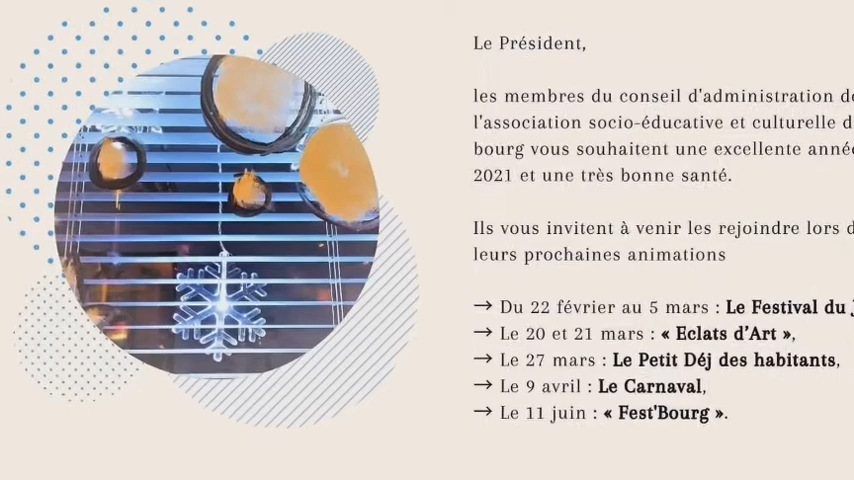 Le Président,
les membres du conseil d'administration
l'association socio-éducative et culturelle
bourg vous souhaitent une excellente
2021 et une très bonne santé.
Ils vous invitent à venir les rejoindre lors
leurs prochaines animations
→ Du 22 février au 5 mars : Le Festival du
→ Le 20 et 21 mars : « Eclats d'Art »,
→ Le 27 mars : Le Petit Déj des habitants,
→ Le 9 avril : Le Carnaval,
→ Le 11 juin : « Fest'Bourg ».